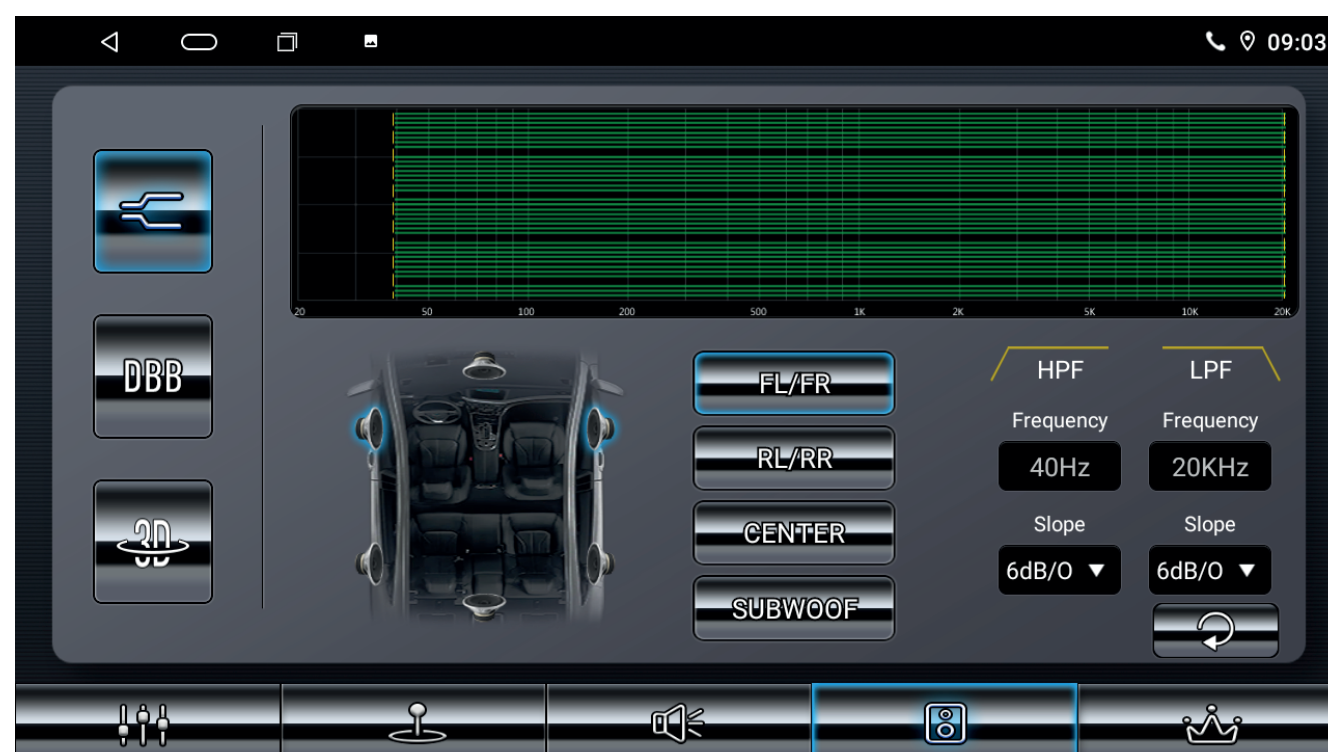 09:03
20 50 100 200 500 1K 2K 5K 10K 20K
DBB
3D
FL/FR
RL/RR
CENTER
SUBWOOF
HPF LPF
Frequency Frequency
40Hz 20KHz
Slope Slope
6dB/O 6dB/O